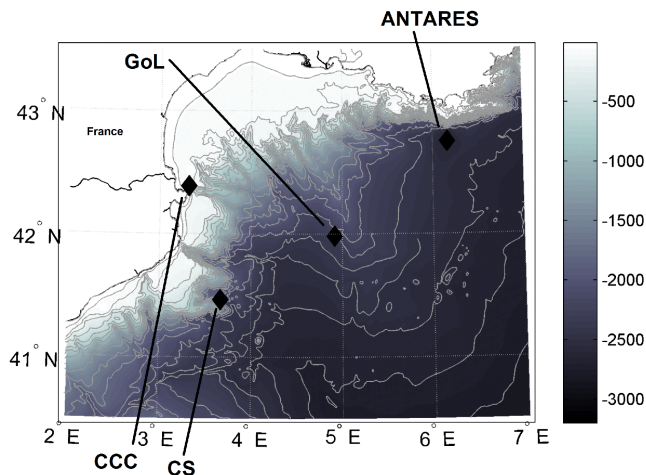 ANTARES
GoL
43° N
France
42° N
41° N
2° E 3° E 4° E 5° E 6° E 7° E
CCC CS
-500
-1000
-1500
-2000
-2500
-3000